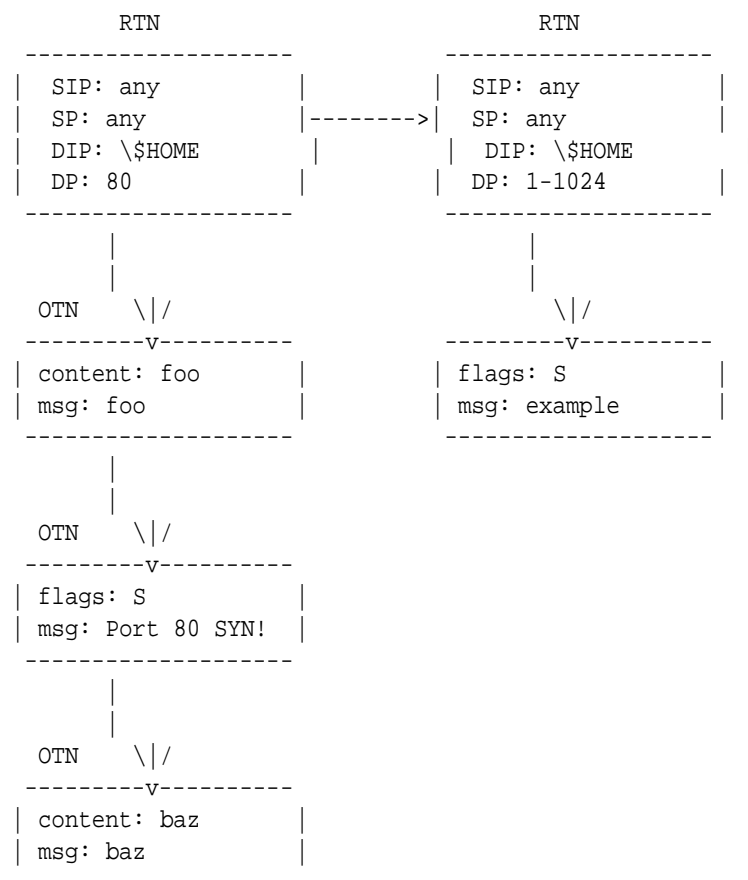 RTN                            RTN
 --------------------           --------------------
|  SIP: any          |         |  SIP: any          |
|  SP: any           |-------->|  SP: any           |
|  DIP: \$HOME        |         |  DIP: \$HOME        |
|  DP: 80            |         |  DP: 1-1024        |
 --------------------           --------------------
       |                              |
       |                              |
 OTN    \|/                            \|/
 ---------v----------           ---------v----------
| content: foo       |         | flags: S           |
| msg: foo           |         | msg: example       |
 --------------------           --------------------
       |
       |
 OTN    \|/
 ---------v----------
| flags: S           |
| msg: Port 80 SYN!  |
 --------------------
       |
       |
 OTN    \|/
 ---------v----------
| content: baz       |
| msg: baz           |